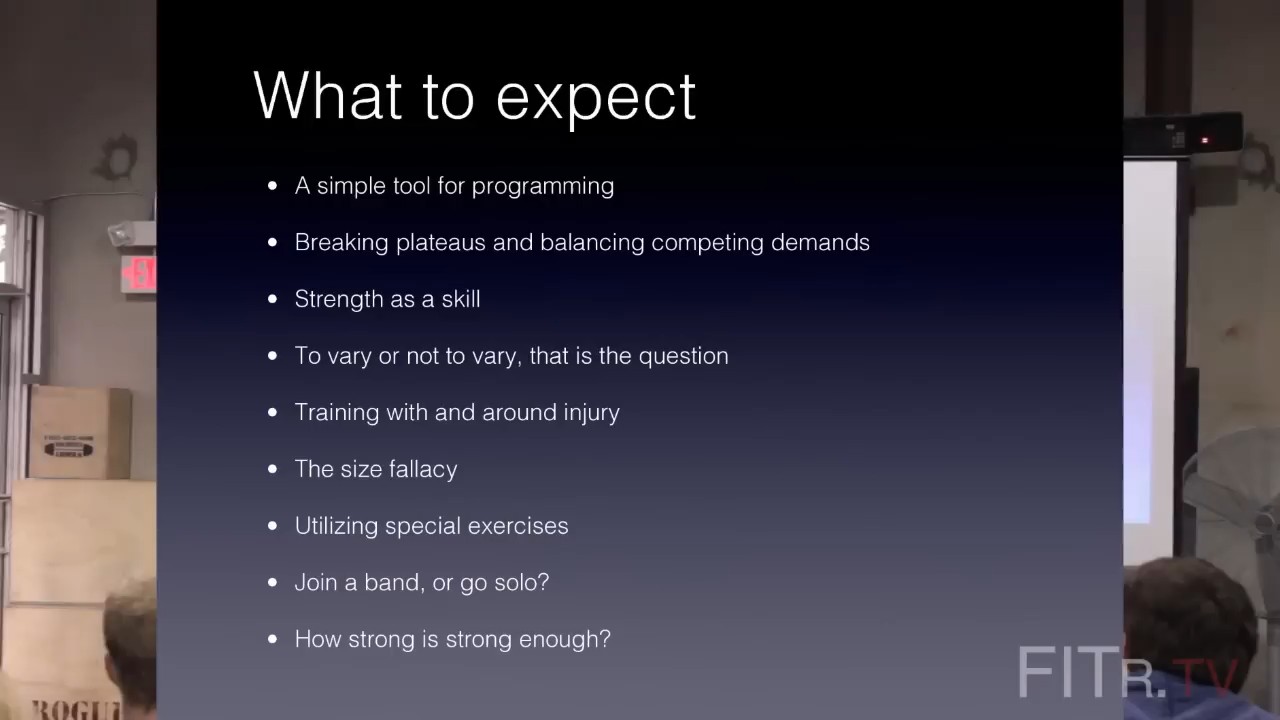 What to expect
• A simple tool for programming
• Breaking plateaus and balancing competing demands
• Strength as a skill
• To vary or not to vary, that is the question
• Training with and around injury
• The size fallacy
• Utilizing special exercises
• Join a band, or go solo?
• How strong is strong enough?
FITR.TV